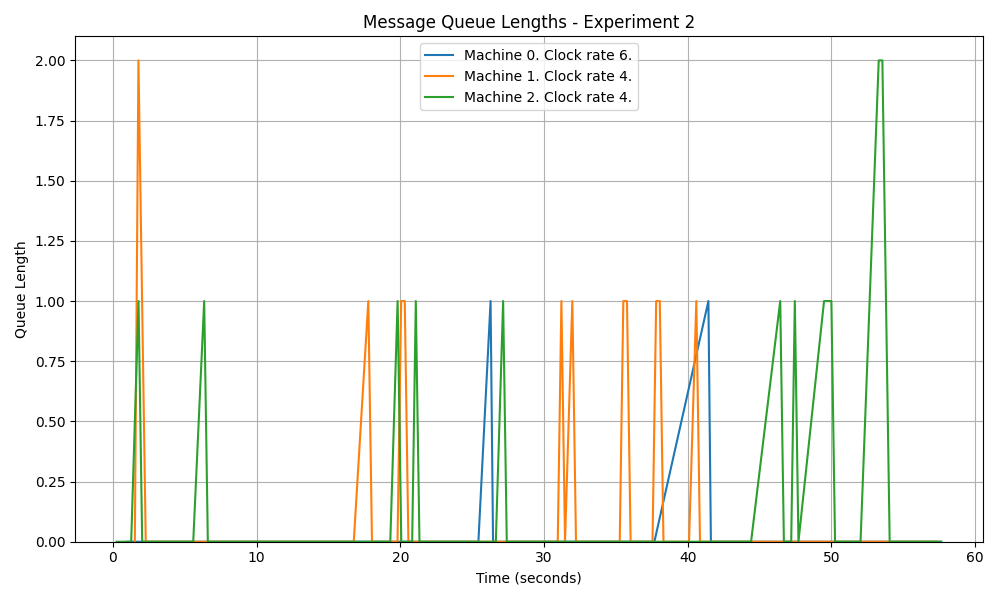 Message Queue Lengths - Experiment 2
Machine 0. Clock rate 6.
Machine 1. Clock rate 4.
Machine 2. Clock rate 4.
Queue Length
2.00
1.75
1.50
1.25
1.00
0.75
0.50
0.25
0.00
0 10 20 30 40 50 60
Time (seconds)